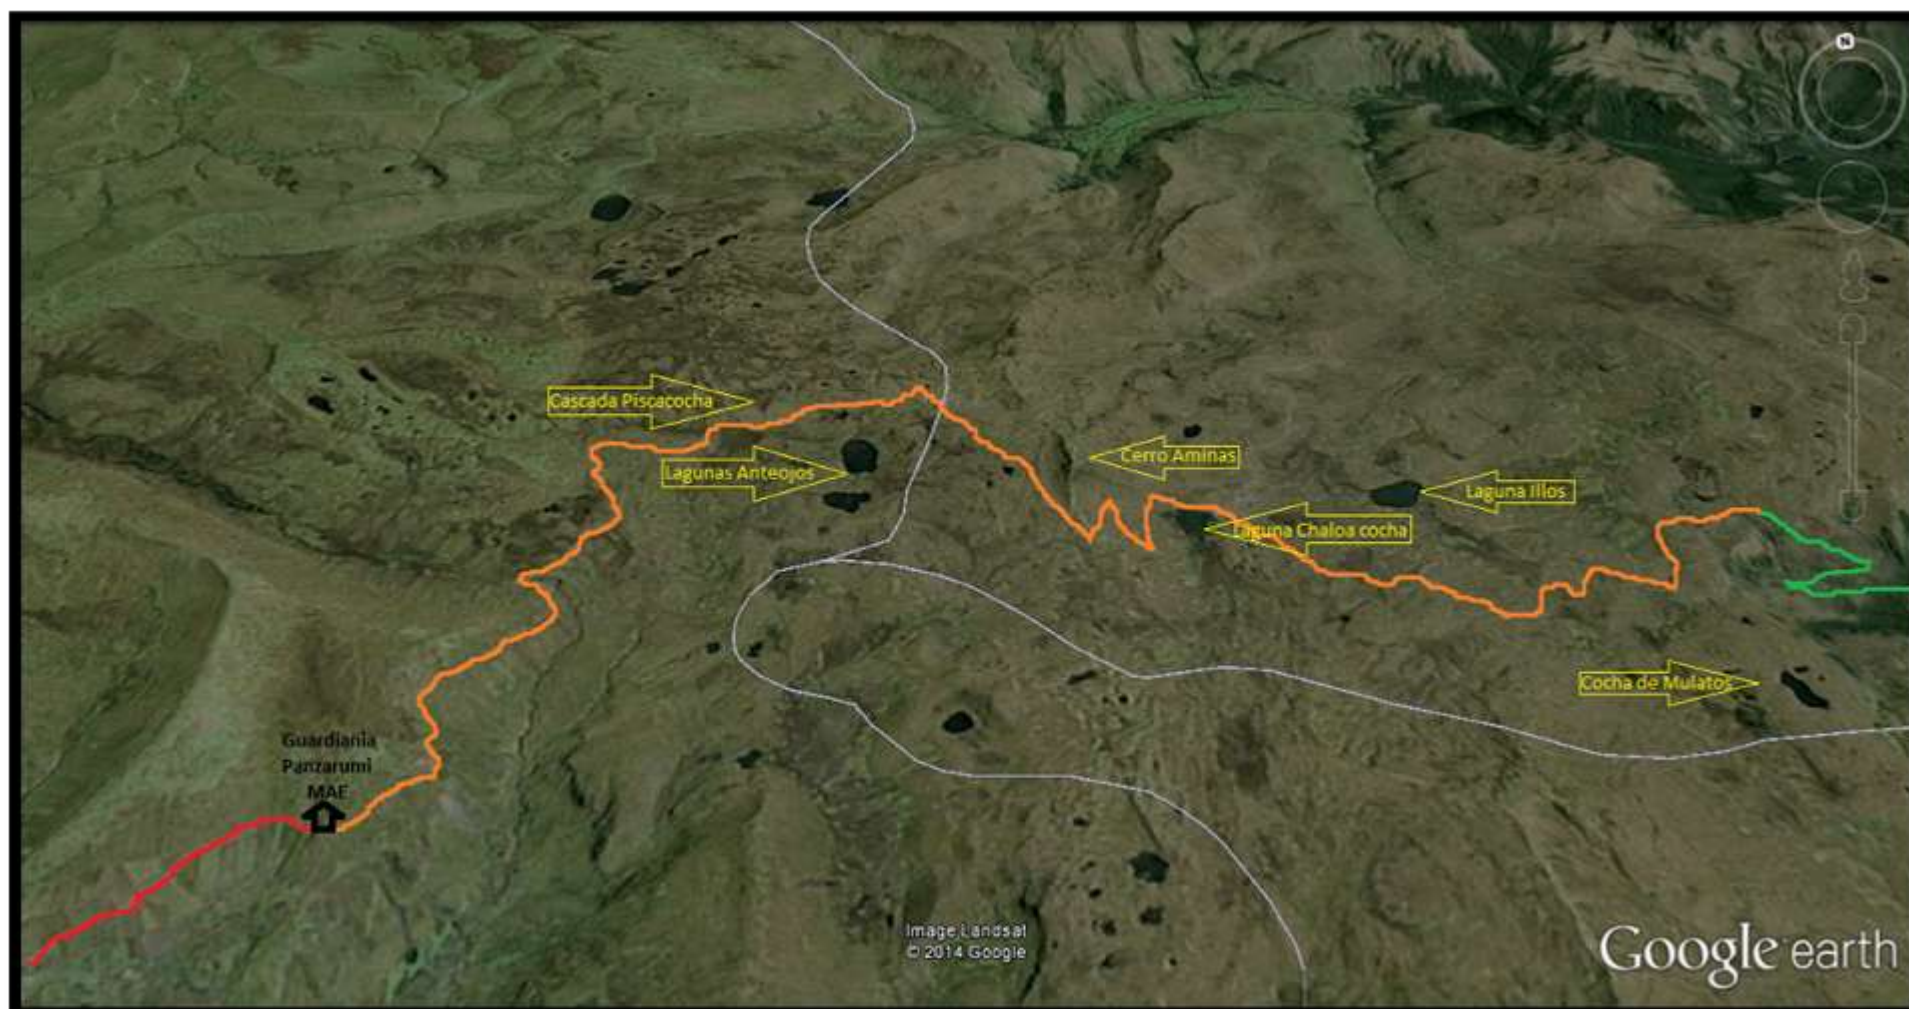 N
Cascada Piscacocha
Cerro Aminas
Lagunas Anteojos
Laguna Illos
Laguna Chaloa cocha
Cocha de Mulatos
Guardiania
Panzarumi
MAE
Image Landsat
© 2014 Google
Google earth